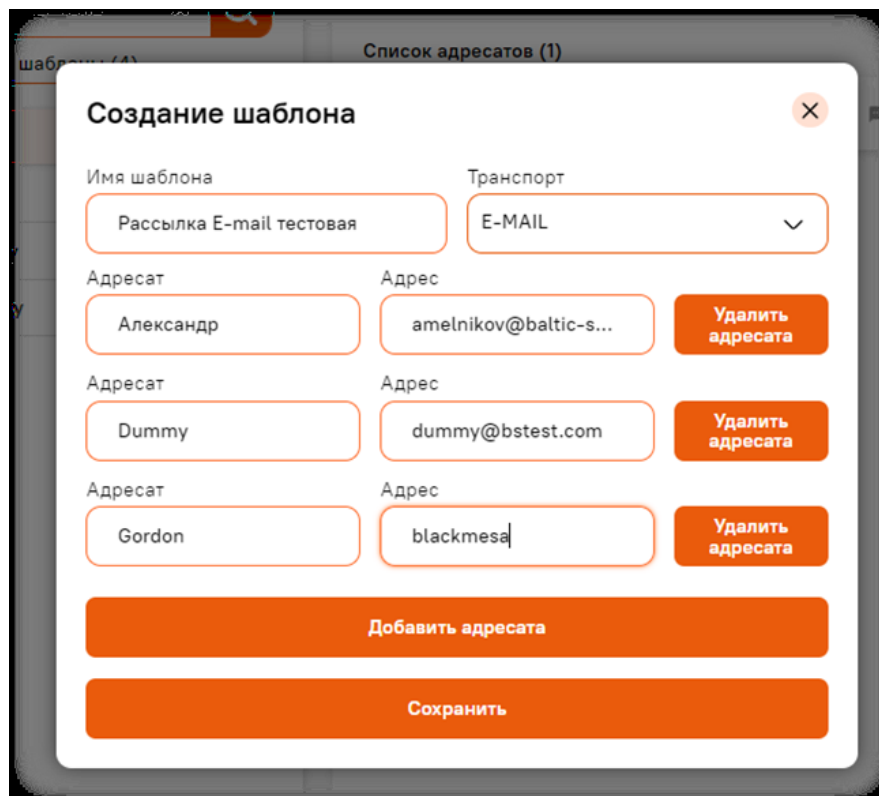 Список адресатов (1)
Создание шаблона
Имя шаблона
Транспорт
Рассылка E-mail тестовая
E-MAIL
Адресат
Адрес
Александр
amelnikov@baltic-s...
Удалить
адресата
Адресат
Адрес
Dummy
dummy@bstest.com
Удалить
адресата
Адресат
Адрес
Gordon
blackmesa
Удалить
адресата
Добавить адресата
Сохранить